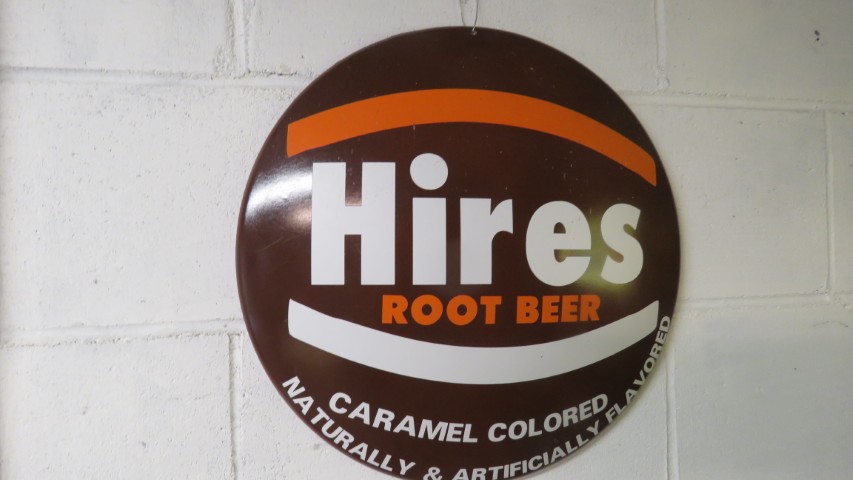 Hires
ROOT BEER
CARAMEL COLORED
NATURALLY & ARTIFICIALLY FLAVORED